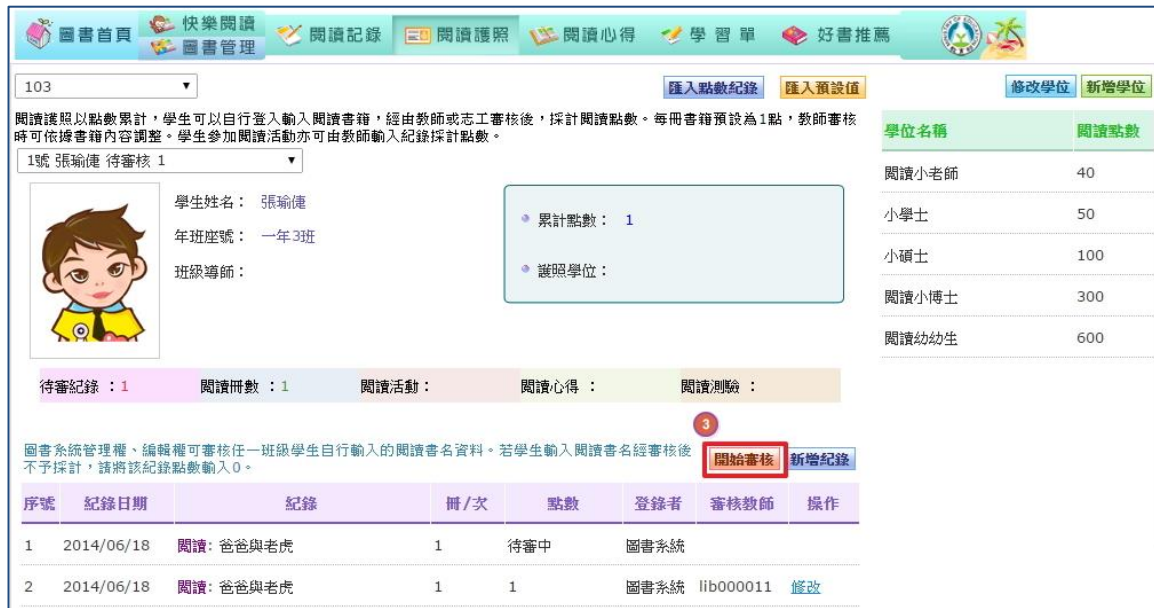 圖書首頁 快樂閱讀 圖書管理 閱讀記錄 閱讀護照 閱讀心得 學習單 好書推薦
103 匯入點數紀錄 匯入預設值 修改學位 新增學位
閱讀護照以點數累計，學生可以自行登入輸入閱讀書籍，經由教師或志工審核後，採計閱讀點數。每冊書籍預設為1點，教師審核
時可依據書籍內容調整。學生參加閱讀活動亦可由教師輸入紀錄採計點數。
1號 張瑜倢 待審核 1
學生姓名： 張瑜倢
年班座號： 一年3班
班級導師：
累計點數： 1
護照學位：
學位名稱 閱讀點數
閱讀小老師 40
小學士 50
小碩士 100
閱讀小博士 300
閱讀幼幼生 600
待審紀錄 ：1 閱讀冊數 ：1 閱讀活動： 閱讀心得 ： 閱讀測驗 ：
3
圖書系統管理權、編輯權可審核任一班級學生自行輸入的閱讀書名資料。若學生輸入閱讀書名經審核後
不予採計，請將該紀錄點數輸入0。
開始審核 新增紀錄
序號 紀錄日期 紀錄 冊/次 點數 登錄者 審核教師 操作
1 2014/06/18 閱讀: 爸爸與老虎 1 待審中 圖書系統
2 2014/06/18 閱讀: 爸爸與老虎 1 1 圖書系統 lib000011 修改